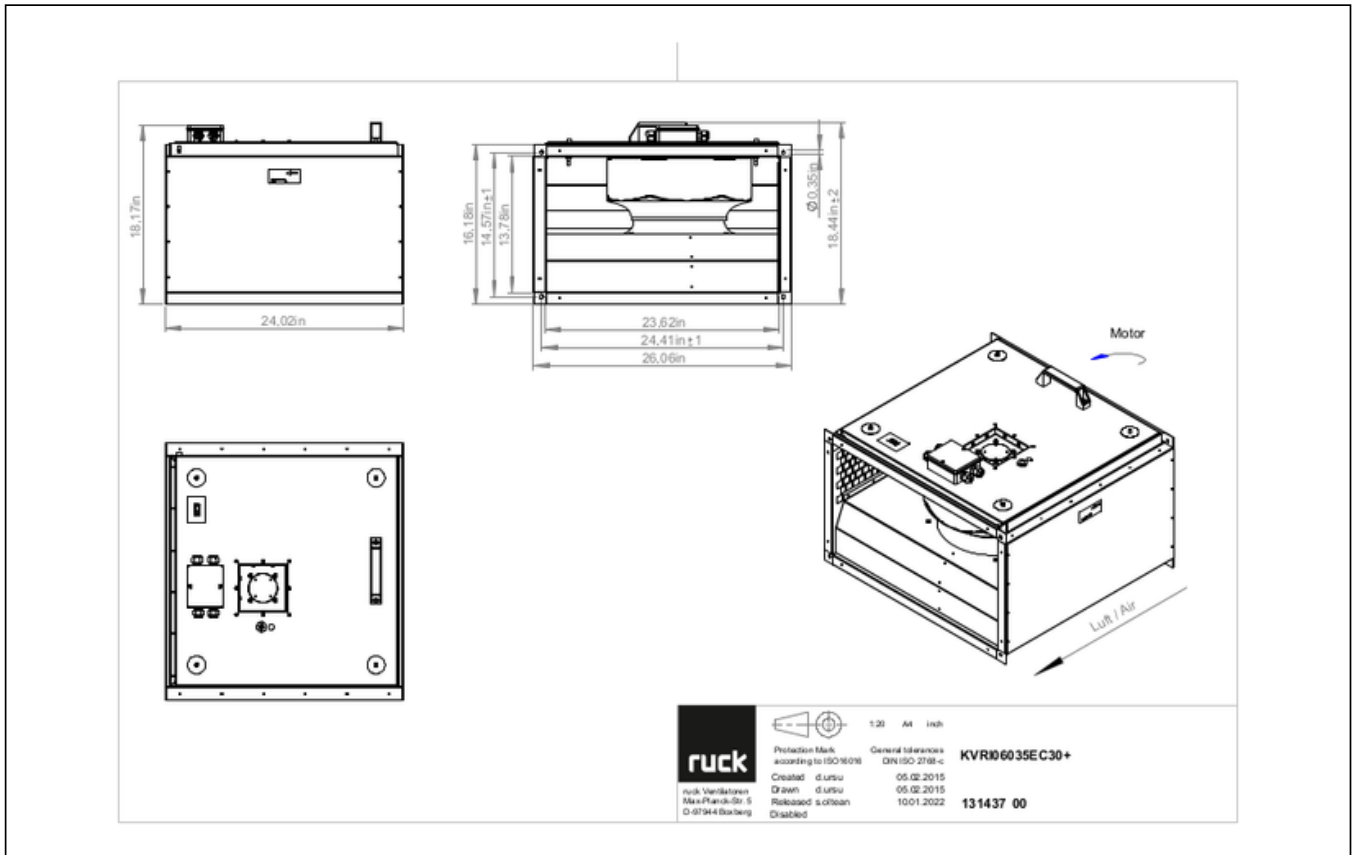 18,17in
24,02in
16,18in
14,57in±1
13,78in
Ø 0,35in
18,44in±2
23,62in
24,41in±1
26,06in
Motor
Luft / Air
ruck
ruck Ventilatoren
Max-Planck-Str. 5
D-97944 Boxberg
1:20 A4 inch
Protection Mark
according to ISO16016
General tolerances
DIN ISO 2768-c
Created d.ursu 05.02.2015
Drawn d.ursu 05.02.2015
Released s.oltean 10.01.2022
Disabled
KVRI06035EC30+
131437 00